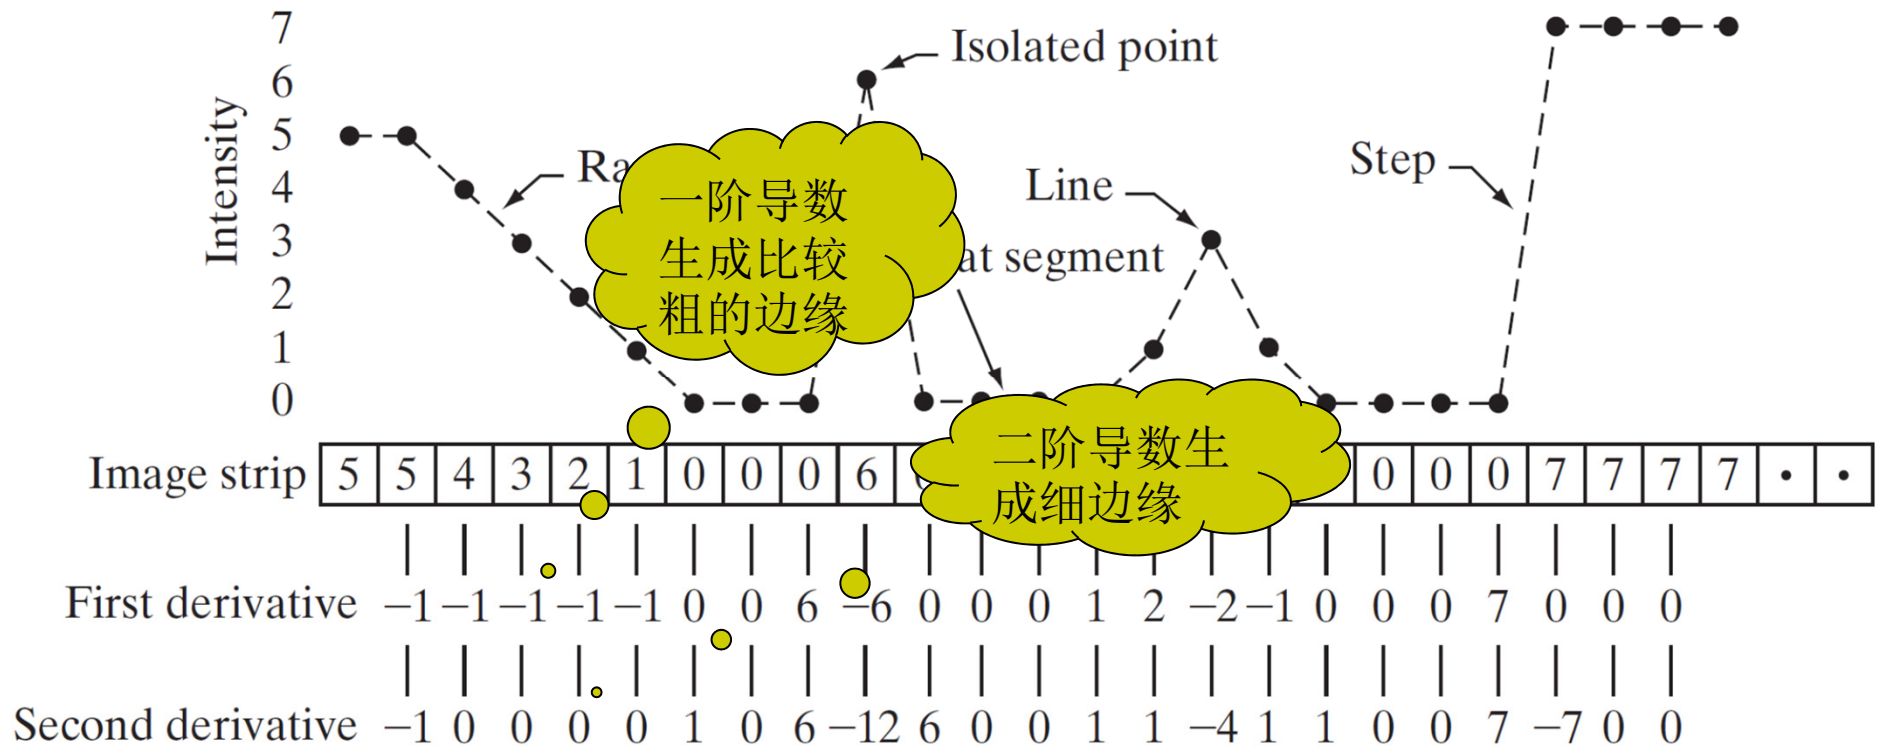 7
6
5
4
3
2
1
0
Intensity
Isolated point
Ra
一阶导数
生成比较
粗的边缘
Line
at segment
Step
二阶导数生
成细边缘
Image strip 5 5 4 3 2 1 0 0 0 6 0 0 0 7 7 7 7 · ·
First derivative −1 −1 −1 −1 −1 0 0 6 −6 0 0 0 1 2 −2 −1 0 0 0 7 0 0 0
Second derivative −1 0 0 0 0 1 0 6 −12 6 0 0 1 1 −4 1 1 0 0 7 −7 0 0